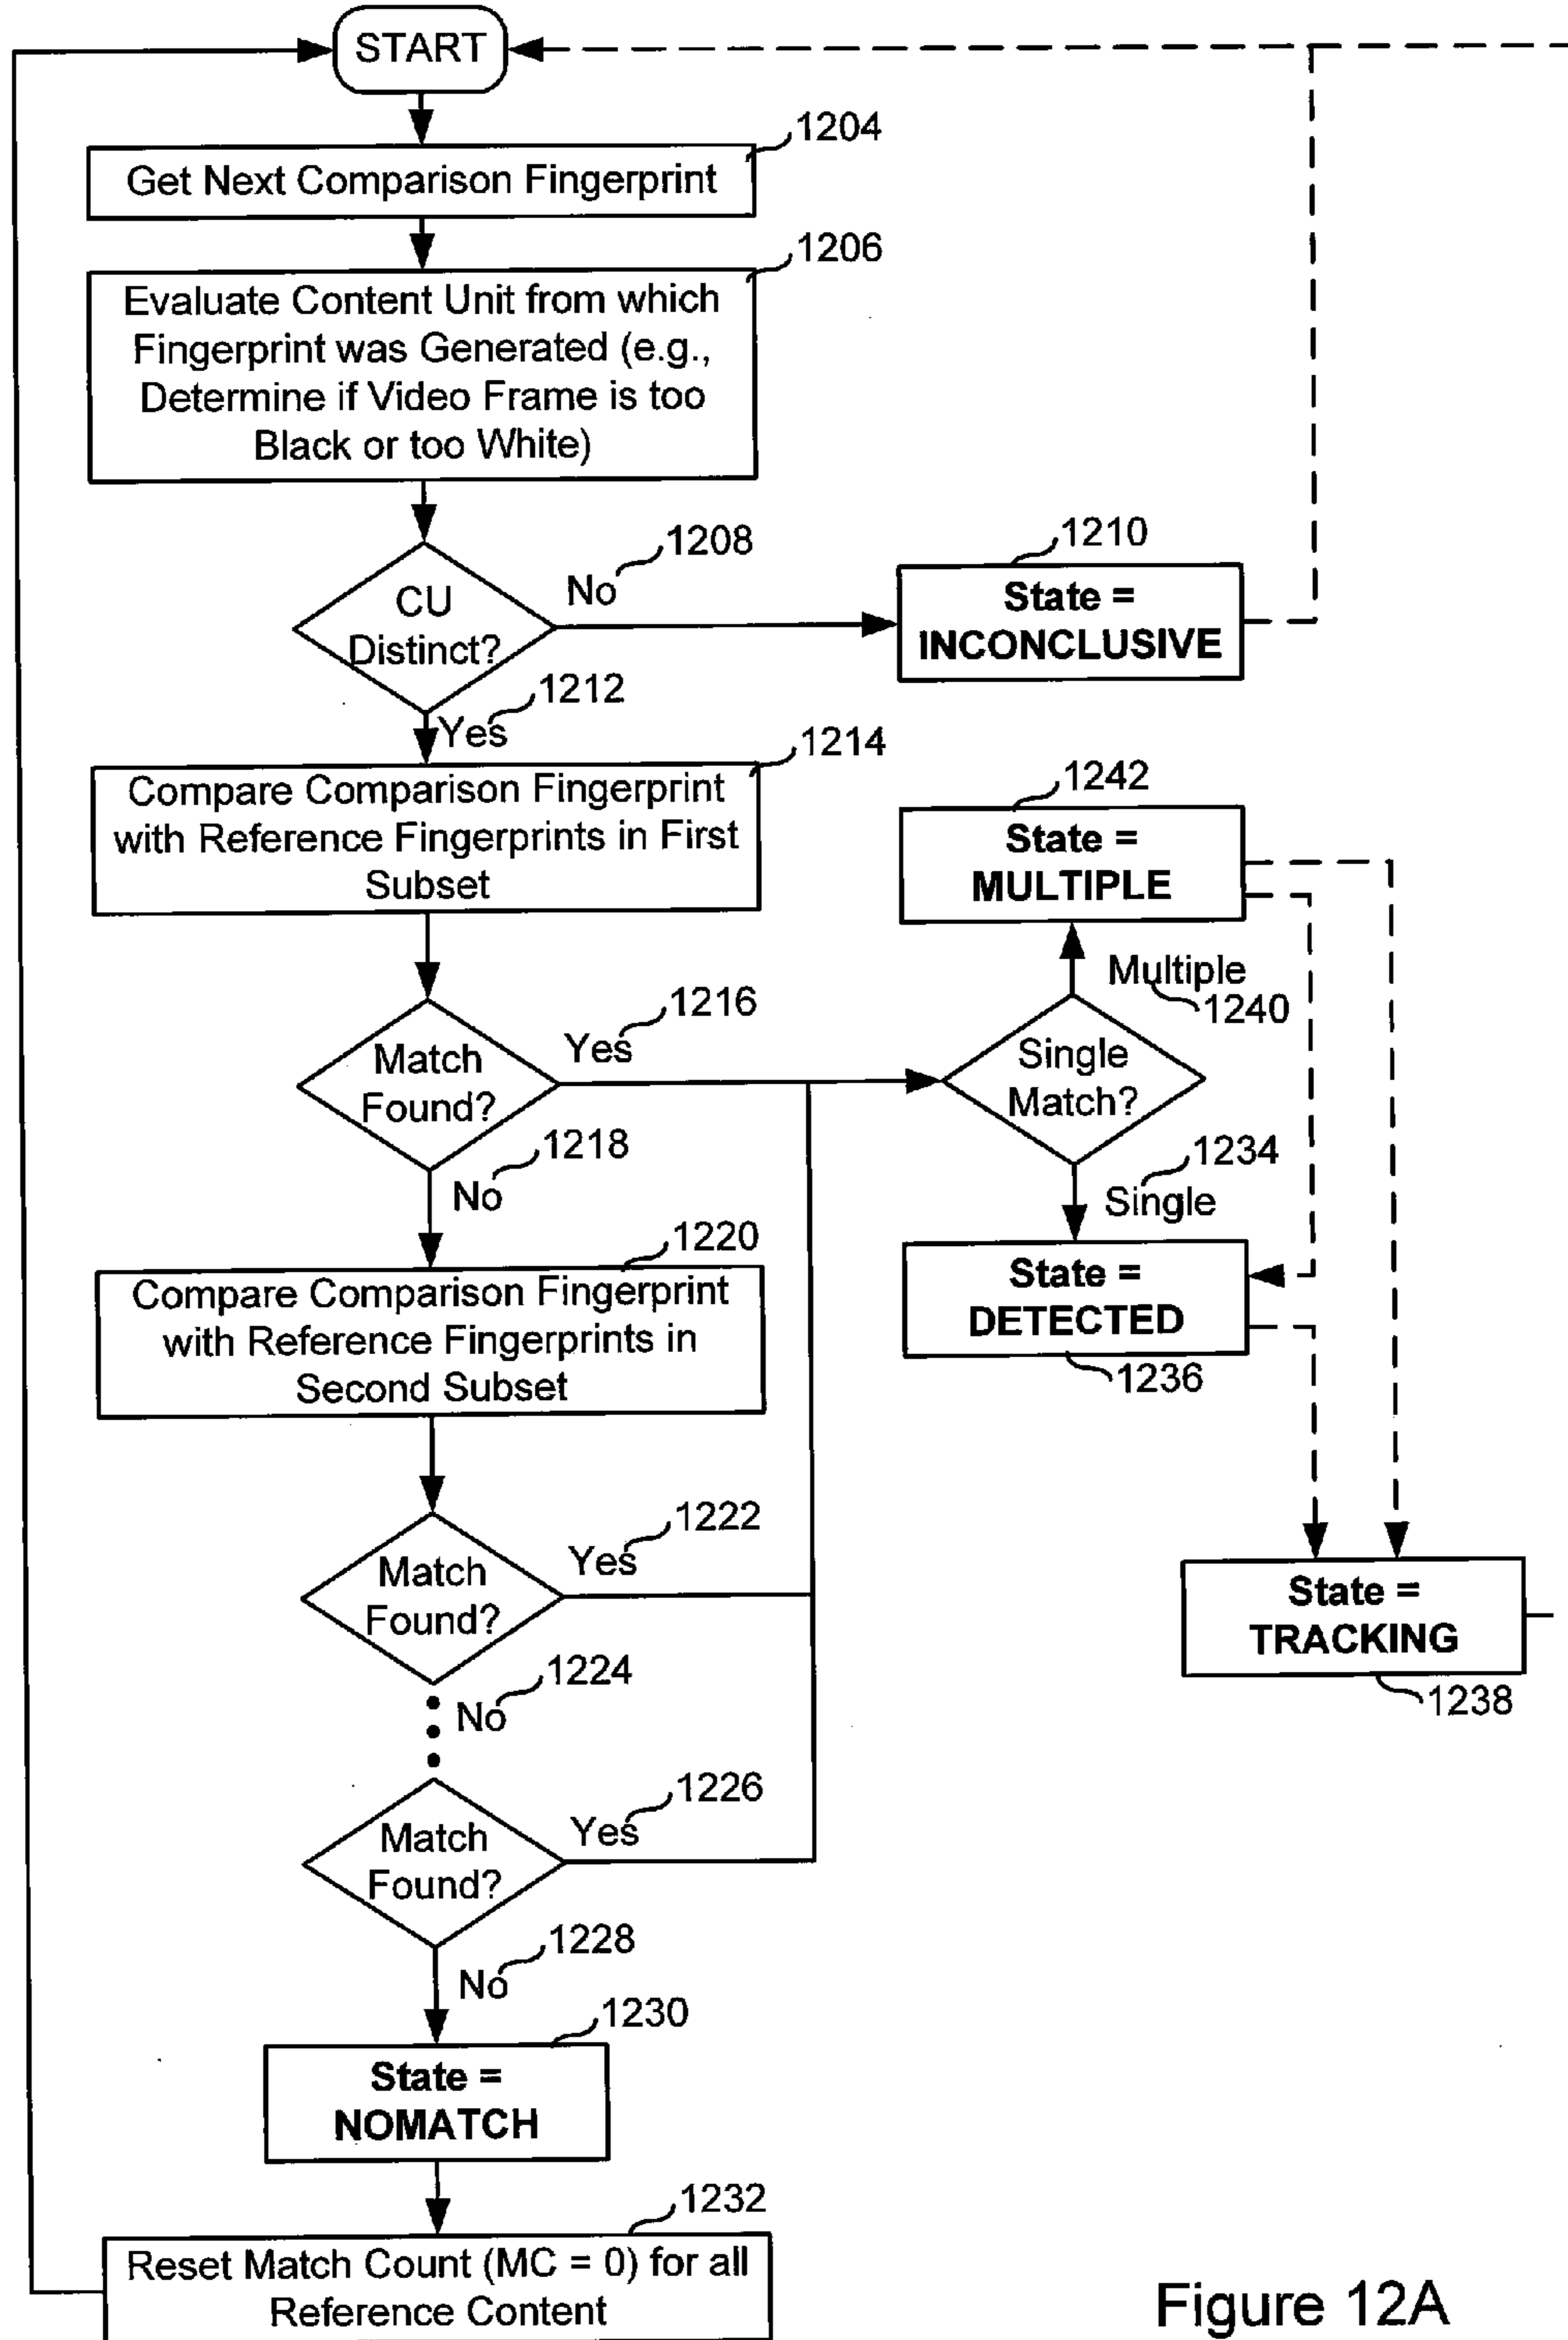 START
1204
Get Next Comparison Fingerprint
1206
Evaluate Content Unit from which
Fingerprint was Generated (e.g.,
Determine if Video Frame is too
Black or too White)
1208
No
CU
Distinct?
1210
State =
INCONCLUSIVE
1212
Yes
1214
Compare Comparison Fingerprint
with Reference Fingerprints in First
Subset
1242
State =
MULTIPLE
Multiple
1240
1216
Yes
Match
Found?
Single
Match?
1218
No
1234
Single
1220
Compare Comparison Fingerprint
with Reference Fingerprints in
Second Subset
State =
DETECTED
1236
1222
Yes
Match
Found?
State =
TRACKING
1238
1224
No
1226
Yes
Match
Found?
1228
No
1230
State =
NOMATCH
1232
Reset Match Count (MC = 0) for all
Reference Content
Figure 12A